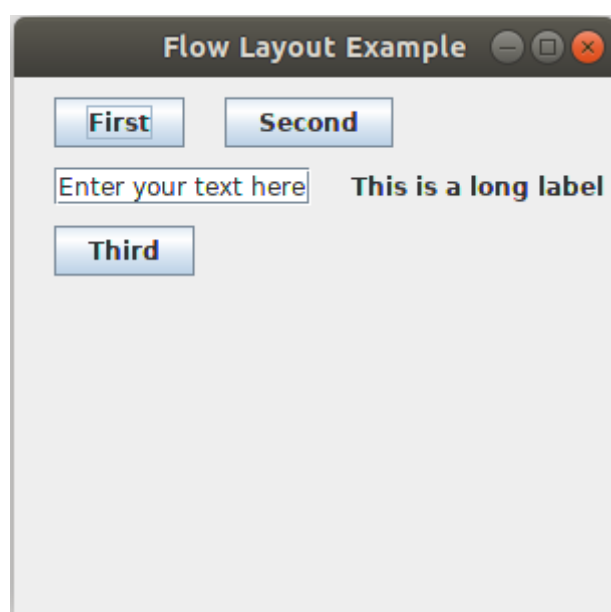 Flow Layout Example
First Second
Enter your text here This is a long label
Third